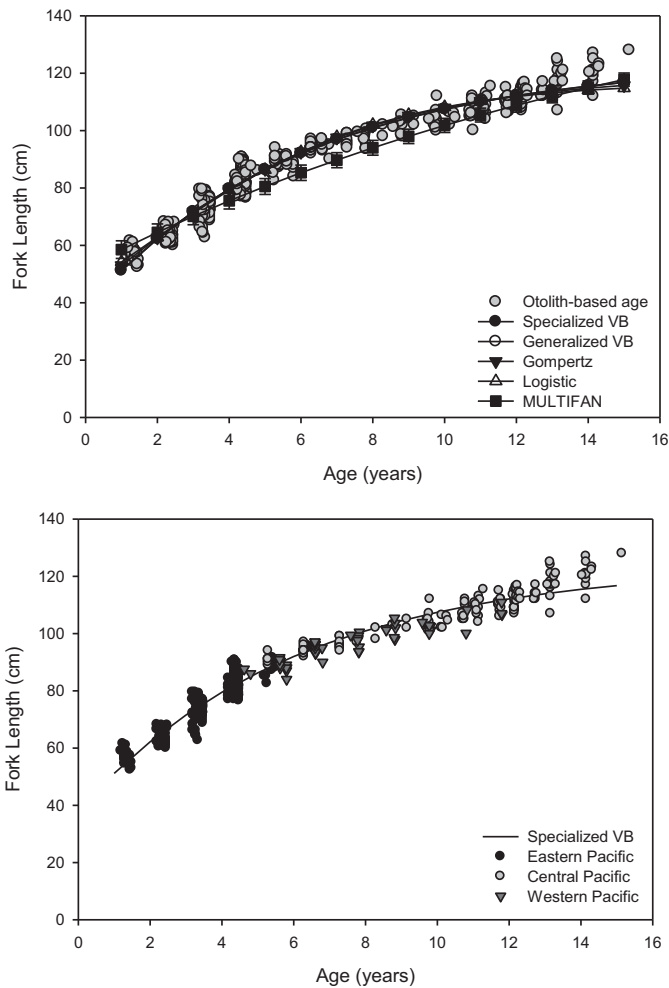 140
120
100
80
60
40
20
0
Fork Length (cm)
Otolith-based age
Specialized VB
Generalized VB
Gompertz
Logistic
MULTIFAN
0 2 4 6 8 10 12 14 16
Age (years)
140
120
100
80
60
40
20
0
Fork Length (cm)
Specialized VB
Eastern Pacific
Central Pacific
Western Pacific
0 2 4 6 8 10 12 14 16
Age (years)